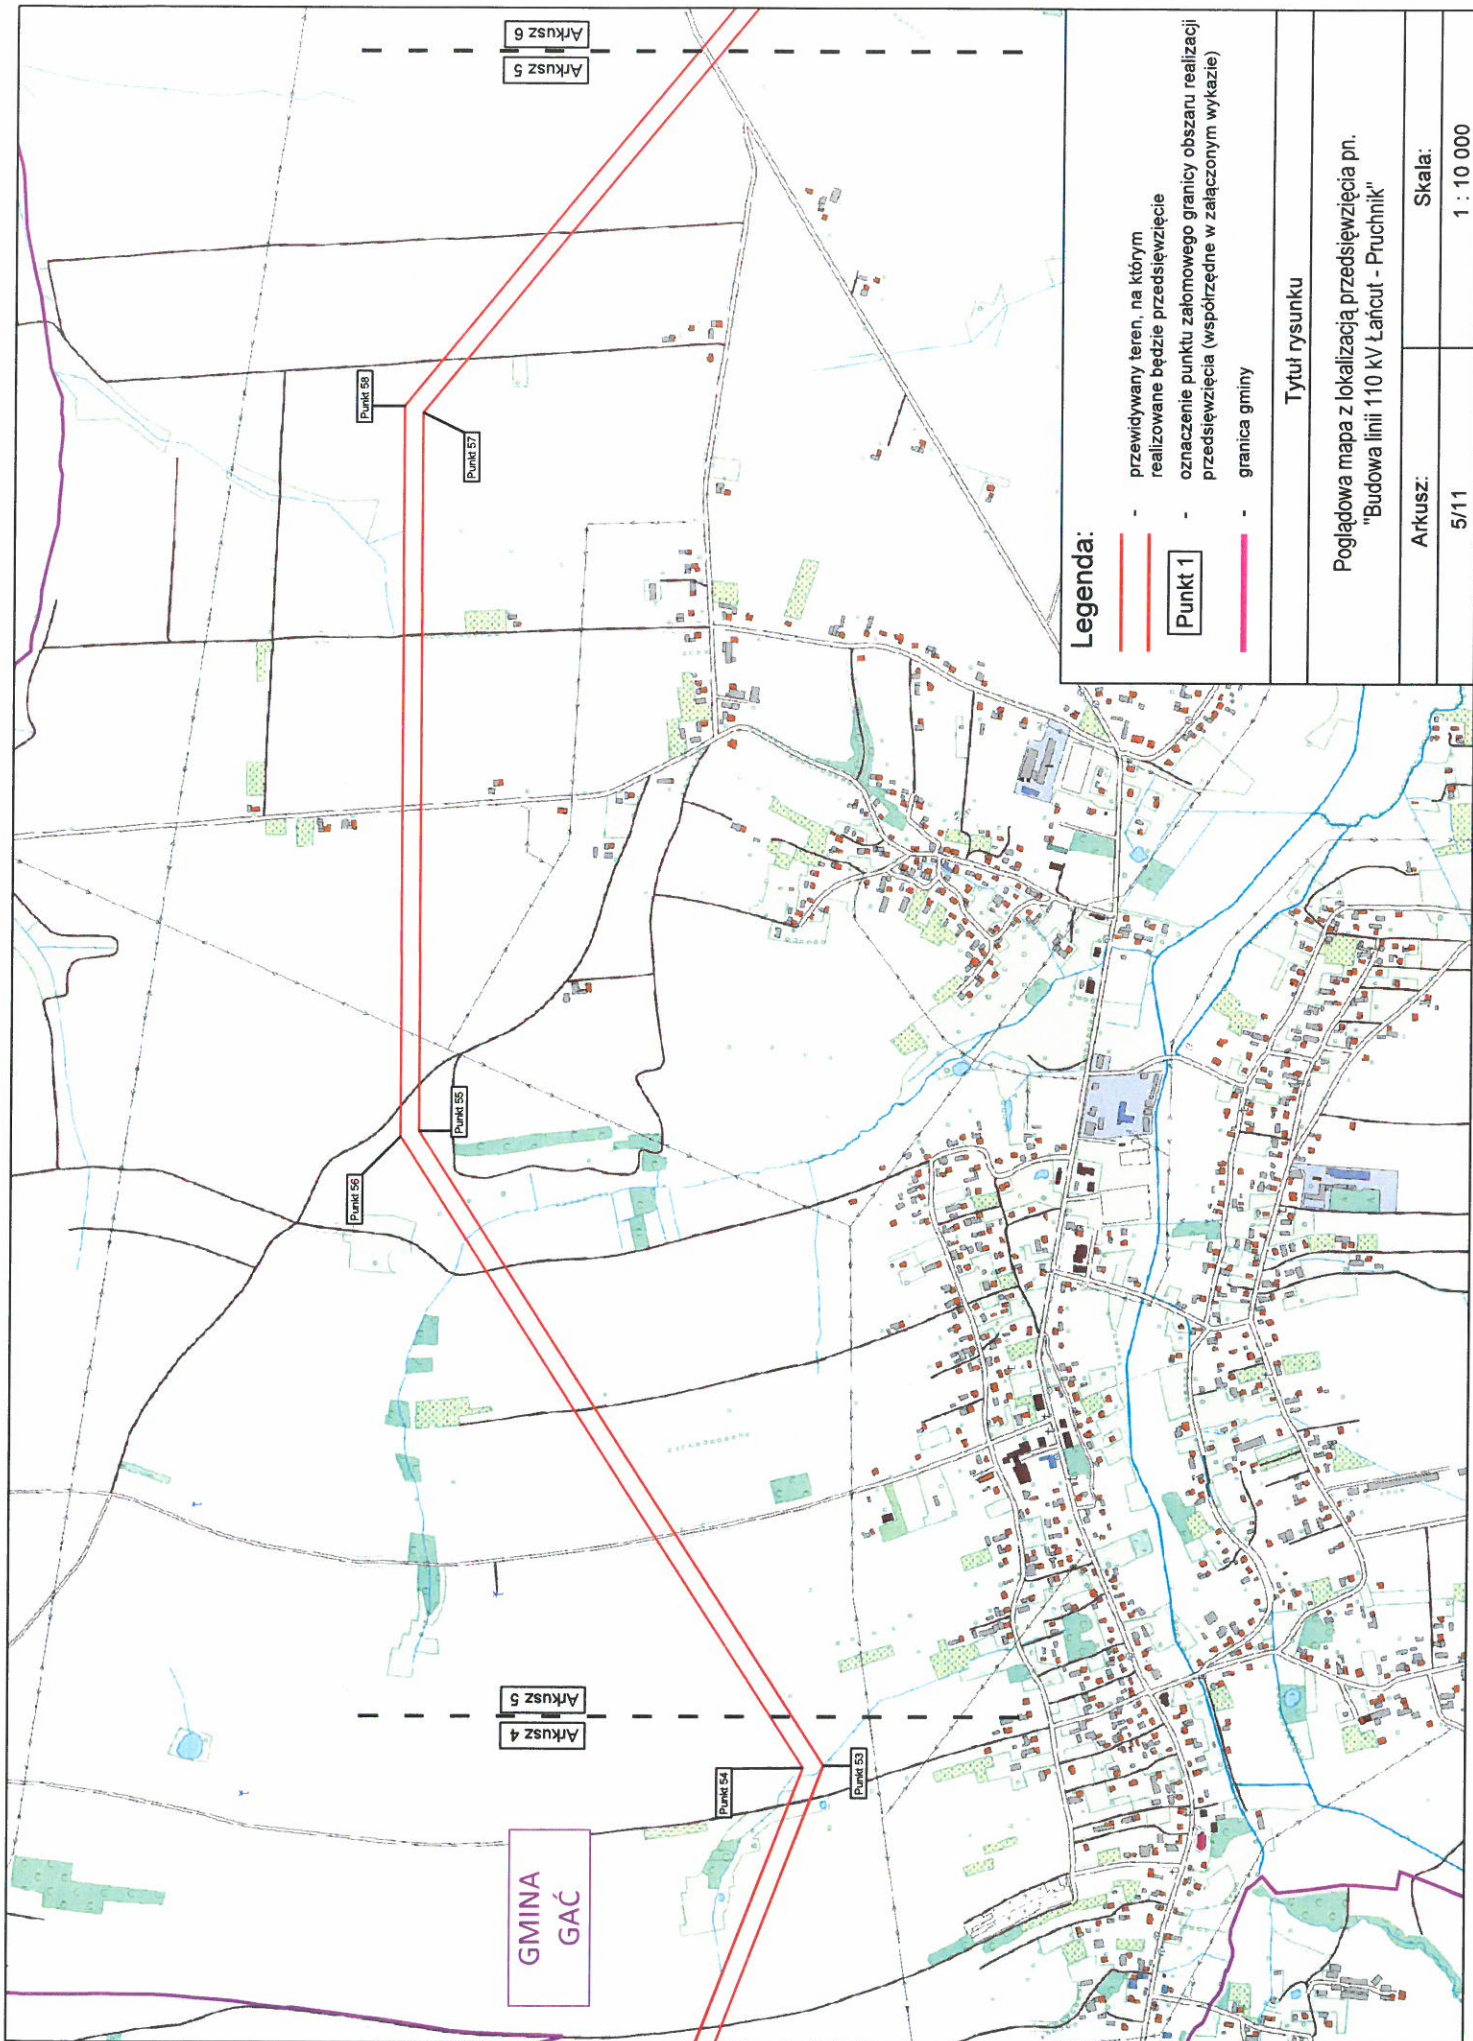 GMINA
GAĆ
Arkusz 4
Arkusz 5
Arkusz 5
Arkusz 6
Punkt 54
Punkt 53
Punkt 56
Punkt 55
Punkt 58
Punkt 57
Legenda:
- przewidywany teren, na którym
realizowane będzie przedsięwzięcie
Punkt 1
- oznaczenie punktu załomowego granicy obszaru realizacji
przedsięwzięcia (współrzędne w załączonym wykazie)
- granica gminy
Tytuł rysunku
Poglądowa mapa z lokalizacją przedsięwzięcia pn.
"Budowa linii 110 kV Łańcut - Pruchnik"
Arkusz:
Skala:
5/11
1 : 10 000